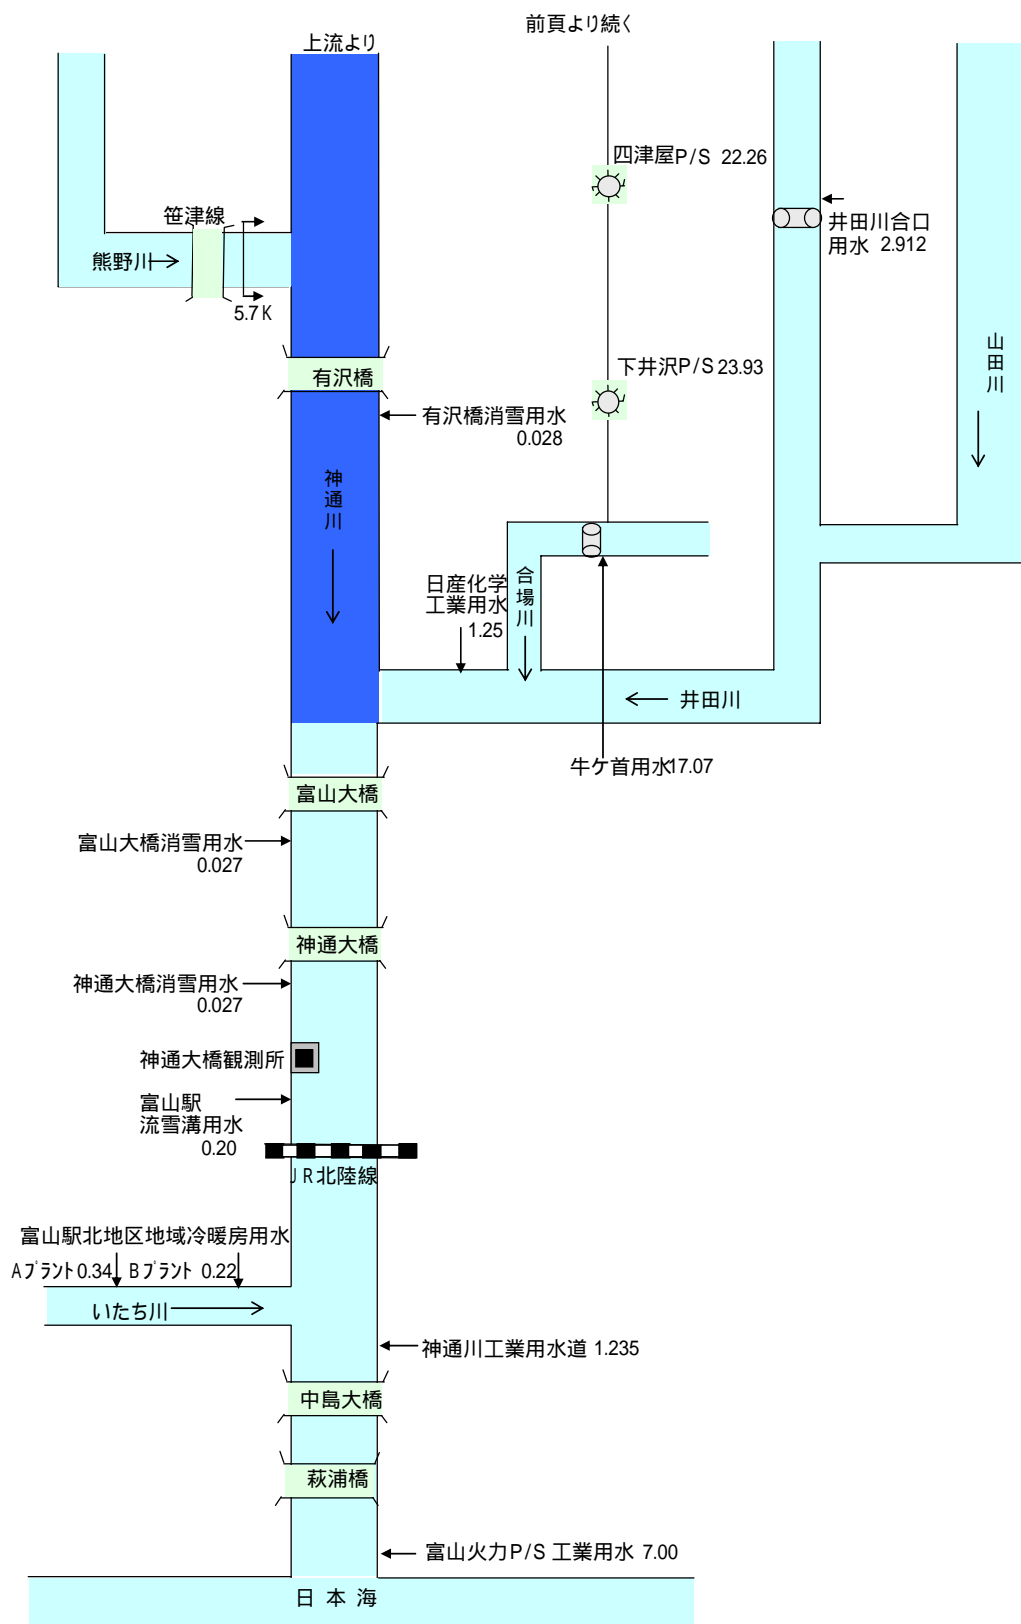 前頁より続く
上流より
四津屋P/S 22.26
笹津線
井田川合口
用水 2.912
熊野川
5.7K
山田川
下井沢P/S 23.93
有沢橋
有沢橋消雪用水
0.028
神通川
日産化学
工業用水
1.25
合場川
井田川
牛ケ首用水17.07
富山大橋
富山大橋消雪用水
0.027
神通大橋
神通大橋消雪用水
0.027
神通大橋観測所
富山駅
流雪溝用水
0.20
JR北陸線
富山駅北地区地域冷暖房用水
Aプラント 0.34 Bプラント 0.22
いたち川
神通川工業用水道 1.235
中島大橋
萩浦橋
富山火力P/S 工業用水 7.00
日本海